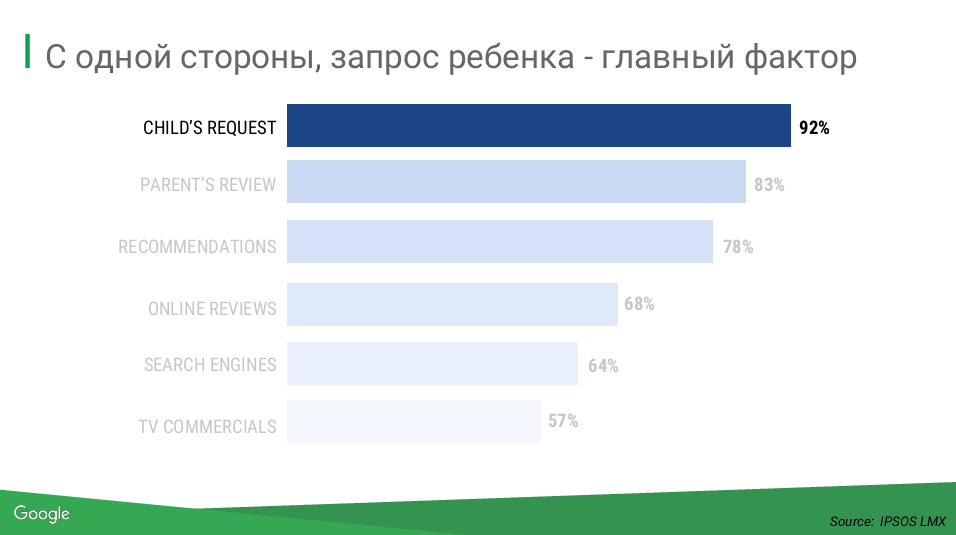 С одной стороны, запрос ребенка - главный фактор
CHILD’S REQUEST 92%
PARENT’S REVIEW 83%
RECOMMENDATIONS 78%
ONLINE REVIEWS 68%
SEARCH ENGINES 64%
TV COMMERCIALS 57%
Google
Source: IPSOS LMX